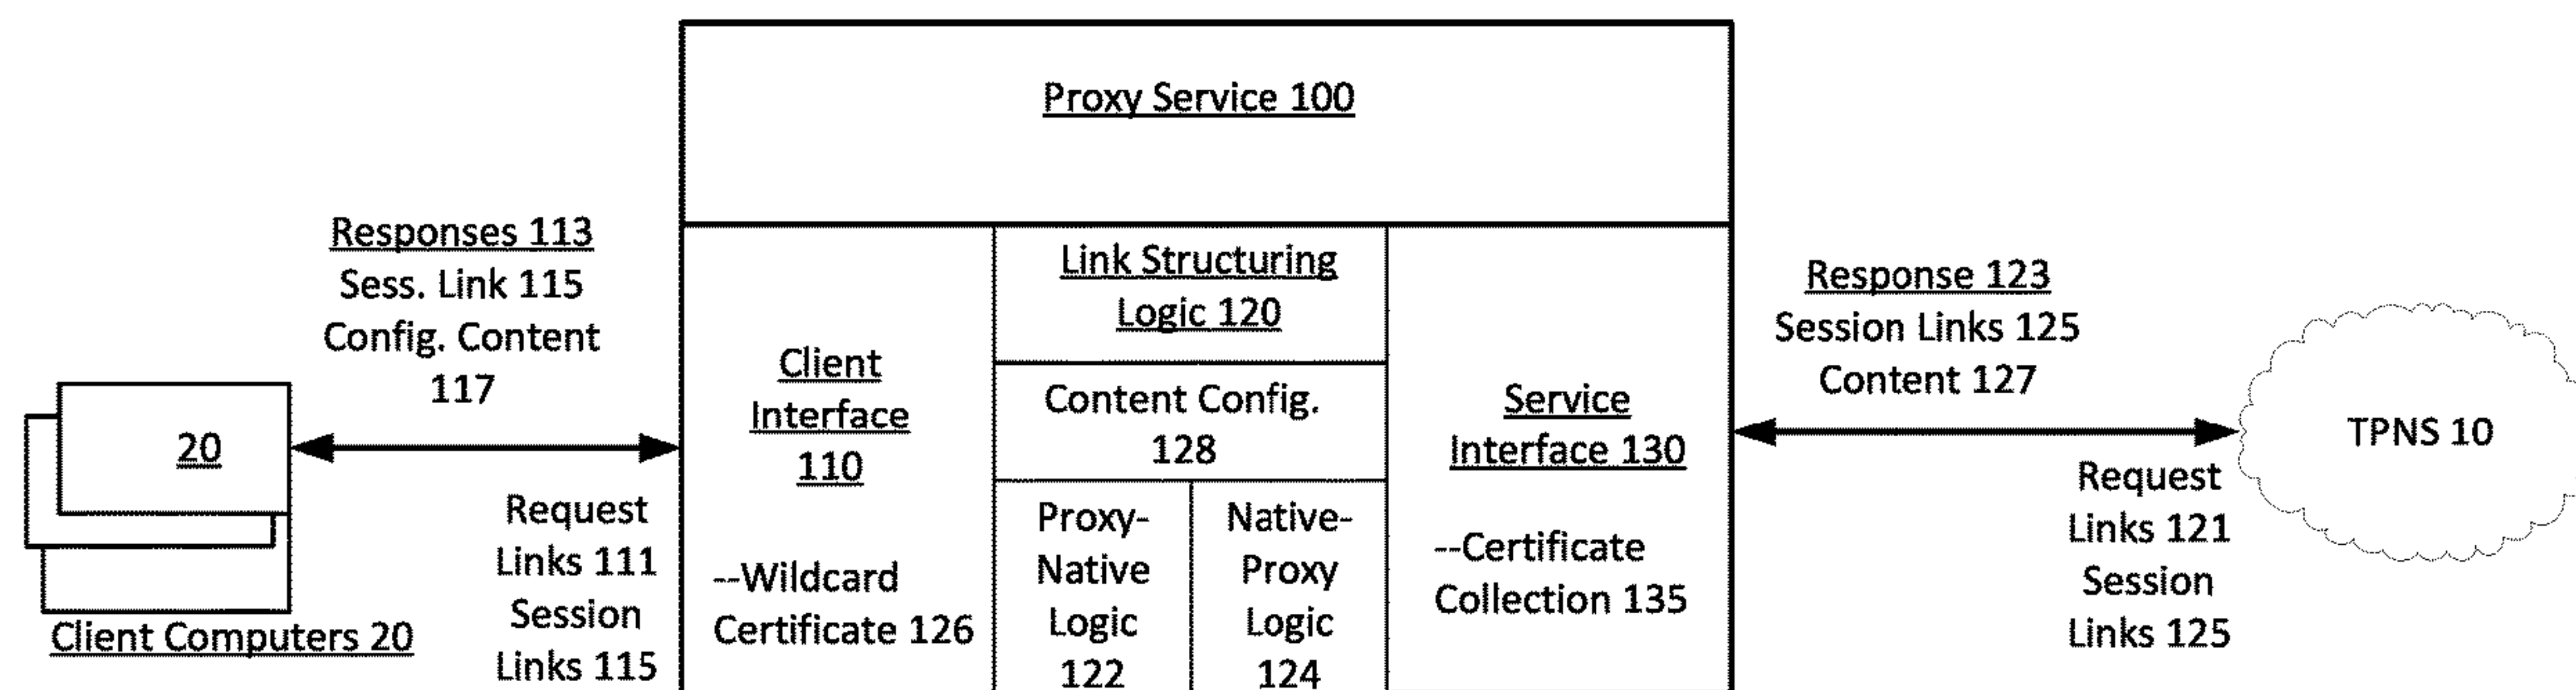 Proxy Service 100
Responses 113
Sess. Link 115
Config. Content
117
20
Client Computers 20
Request
Links 111
Session
Links 115
Client
Interface
110
--Wildcard
Certificate 126
Link Structuring
Logic 120
Content Config.
128
Proxy-
Native
Logic
122
Native-
Proxy
Logic
124
Service
Interface 130
--Certificate
Collection 135
Response 123
Session Links 125
Content 127
TPNS 10
Request
Links 121
Session
Links 125